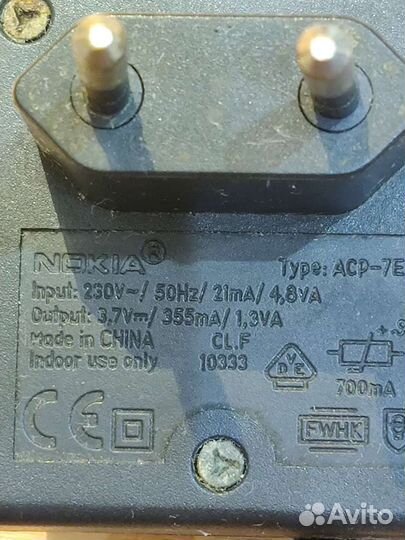 NOKIA® Type: ACP-7E
Input: 230V~/ 50Hz/ 21mA/ 4,8VA
Output: 3,7V⎓/ 355mA/ 1,3VA
Made in CHINA CL.F
Indoor use only 10333
VDE
700mA
CE FWHK
Avito